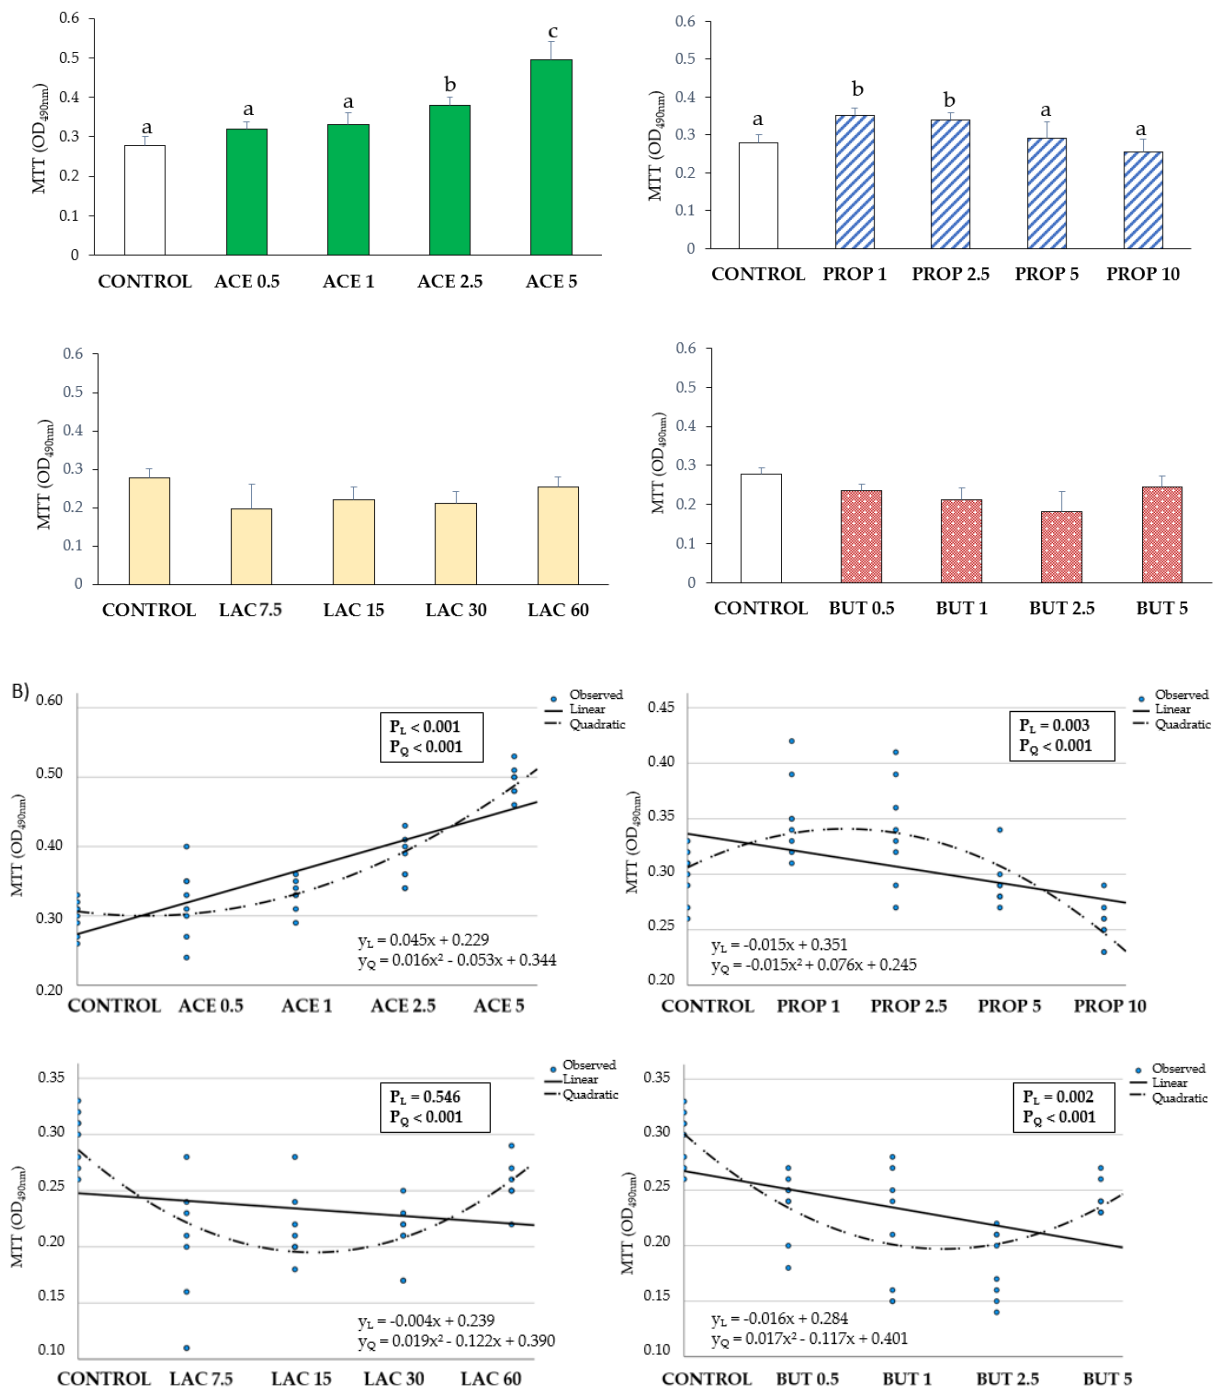 0.6
0.5
0.4
0.3
0.2
0.1
0
MTT (OD490nm)
a
a
a
b
c
CONTROL ACE 0.5 ACE 1 ACE 2.5 ACE 5
0.6
0.5
0.4
0.3
0.2
0.1
0
MTT (OD490nm)
a
b
b
a
a
CONTROL PROP 1 PROP 2.5 PROP 5 PROP 10
0.6
0.5
0.4
0.3
0.2
0.1
0
MTT (OD490nm)
CONTROL LAC 7.5 LAC 15 LAC 30 LAC 60
0.6
0.5
0.4
0.3
0.2
0.1
0
MTT (OD490nm)
CONTROL BUT 0.5 BUT 1 BUT 2.5 BUT 5
B)
0.60
0.50
0.40
0.30
0.20
MTT (OD490nm)
Observed
Linear
Quadratic
PL < 0.001
PQ < 0.001
yL = 0.045x + 0.229
yQ = 0.016x² - 0.053x + 0.344
CONTROL ACE 0.5 ACE 1 ACE 2.5 ACE 5
0.45
0.40
0.35
0.30
0.25
0.20
MTT (OD490nm)
Observed
Linear
Quadratic
PL = 0.003
PQ < 0.001
yL = -0.015x + 0.351
yQ = -0.015x² + 0.076x + 0.245
CONTROL PROP 1 PROP 2.5 PROP 5 PROP 10
0.35
0.30
0.25
0.20
0.15
0.10
MTT (OD490nm)
Observed
Linear
Quadratic
PL = 0.546
PQ < 0.001
yL = -0.004x + 0.239
yQ = 0.019x² - 0.122x + 0.390
CONTROL LAC 7.5 LAC 15 LAC 30 LAC 60
0.35
0.30
0.25
0.20
0.15
0.10
MTT (OD490nm)
Observed
Linear
Quadratic
PL = 0.002
PQ < 0.001
yL = -0.016x + 0.284
yQ = 0.017x² - 0.117x + 0.401
CONTROL BUT 0.5 BUT 1 BUT 2.5 BUT 5